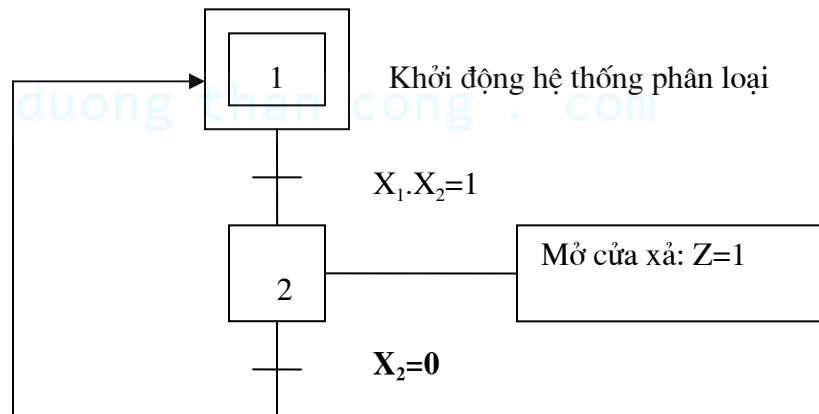 1
Khởi động hệ thống phân loại
duong than cong . com
X₁.X₂=1
Mở cửa xả: Z=1
2
X₂=0